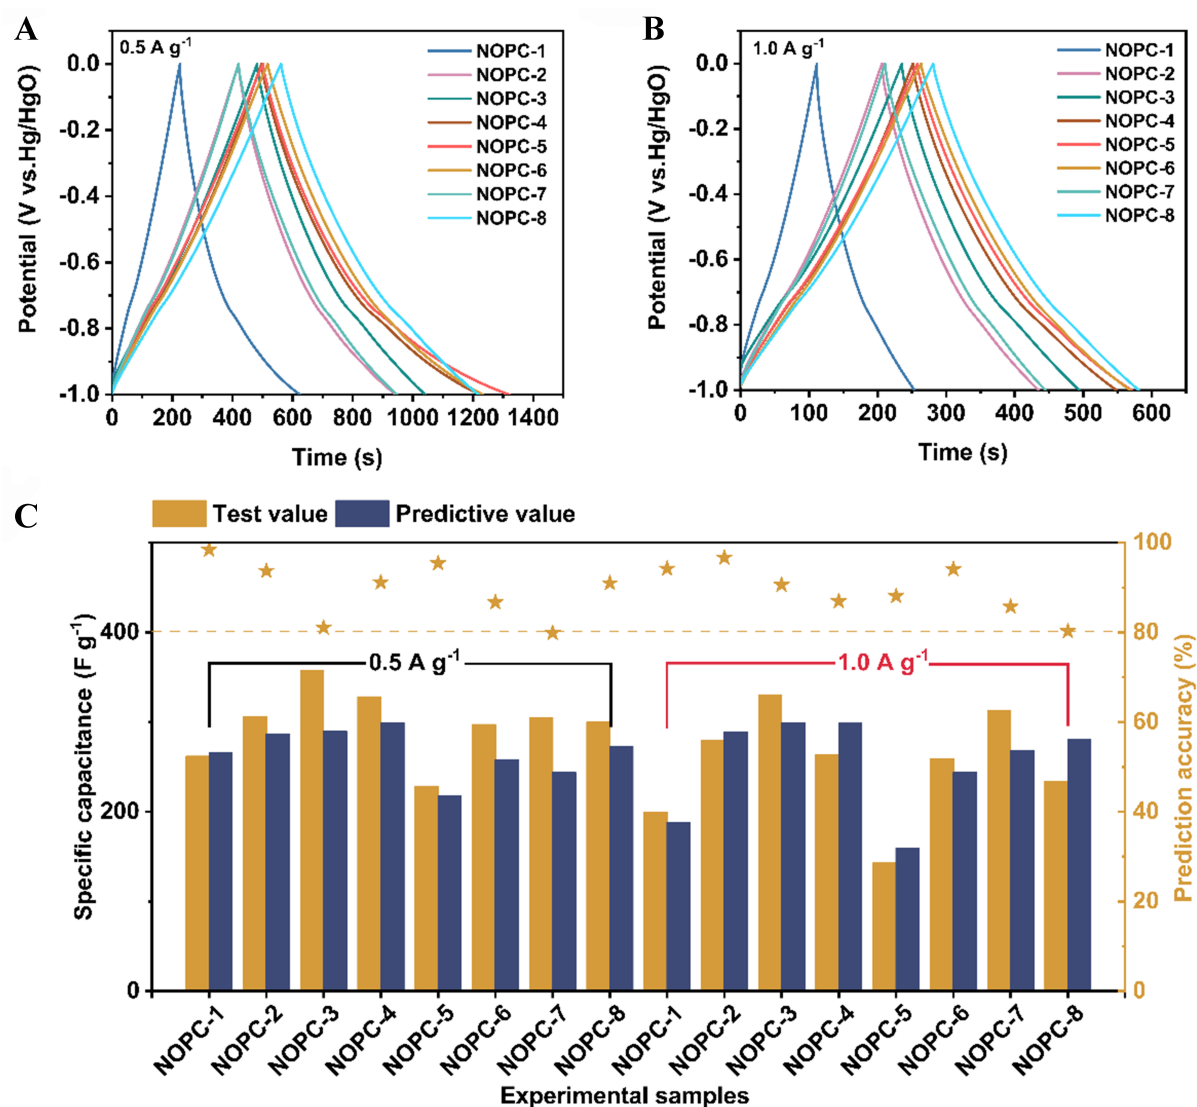 A
0.5 A g-1
NOPC-1
NOPC-2
NOPC-3
NOPC-4
NOPC-5
NOPC-6
NOPC-7
NOPC-8
0.0
-0.2
-0.4
-0.6
-0.8
-1.0
Potential (V vs.Hg/HgO)
0 200 400 600 800 1000 1200 1400
Time (s)
B
1.0 A g-1
NOPC-1
NOPC-2
NOPC-3
NOPC-4
NOPC-5
NOPC-6
NOPC-7
NOPC-8
0.0
-0.2
-0.4
-0.6
-0.8
-1.0
Potential (V vs.Hg/HgO)
0 100 200 300 400 500 600
Time (s)
C
Test value Predictive value
400
200
0
Specific capacitance (F g-1)
0.5 A g-1
1.0 A g-1
100
80
60
40
20
0
Prediction accuracy (%)
NOPC-1 NOPC-2 NOPC-3 NOPC-4 NOPC-5 NOPC-6 NOPC-7 NOPC-8 NOPC-1 NOPC-2 NOPC-3 NOPC-4 NOPC-5 NOPC-6 NOPC-7 NOPC-8
Experimental samples